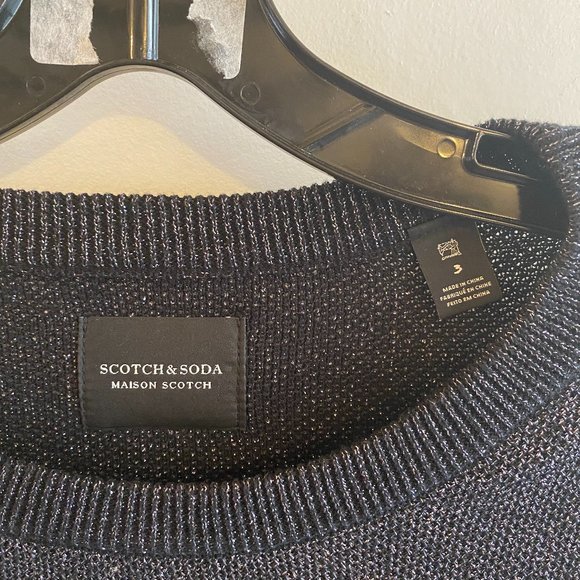 SCOTCH & SODA
MAISON SCOTCH
3
MADE IN CHINA
FABRIQUÉ EN CHINE
FEITO EM CHINA